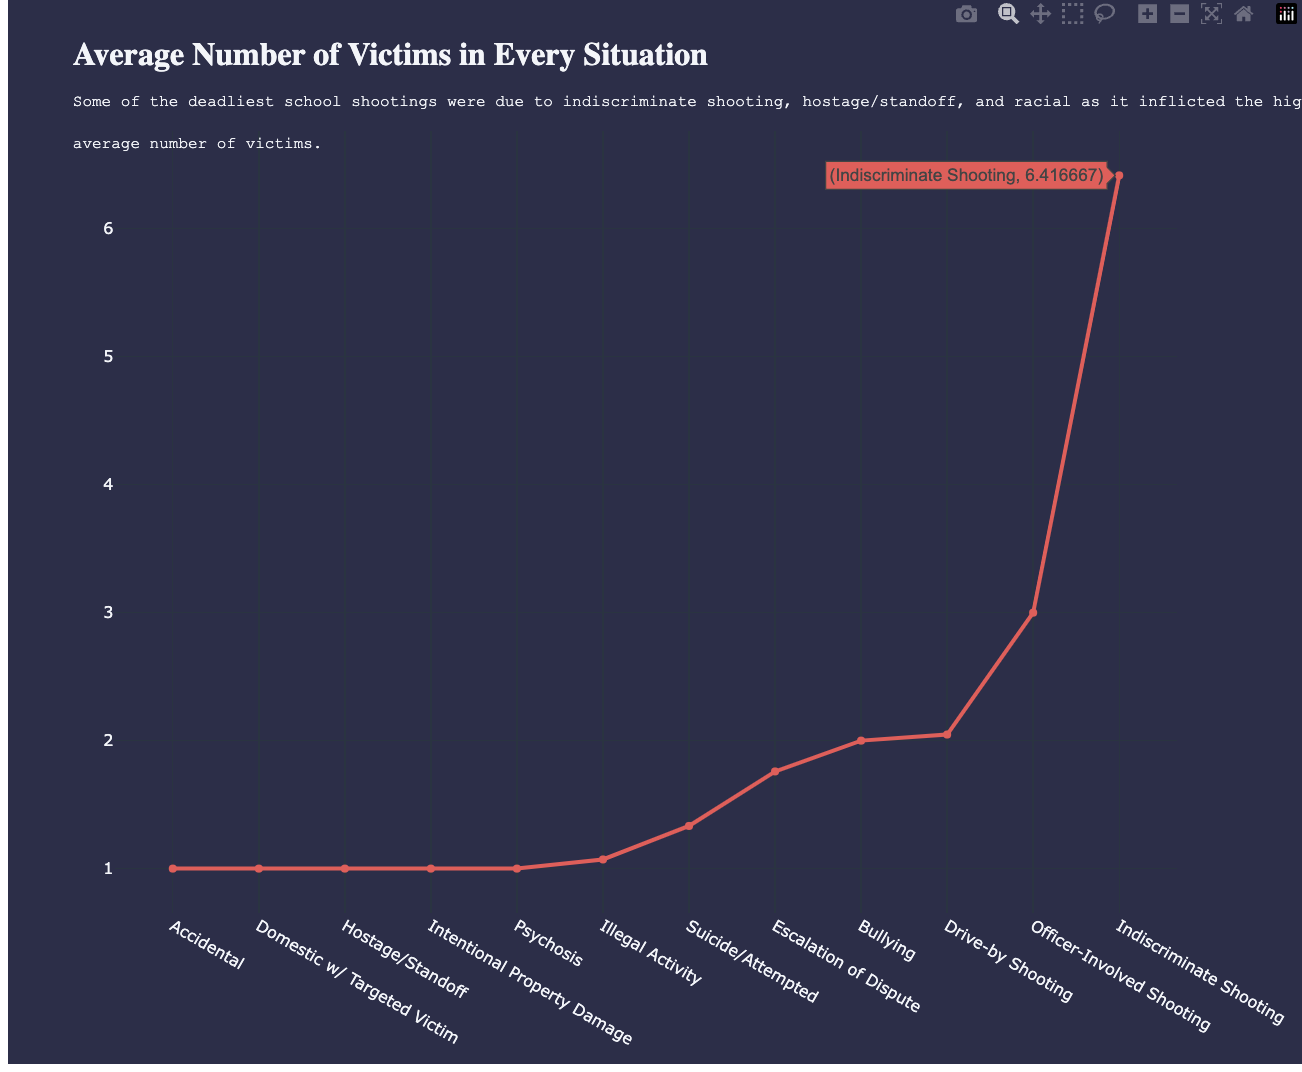 Average Number of Victims in Every Situation
Some of the deadliest school shootings were due to indiscriminate shooting, hostage/standoff, and racial as it inflicted the hig
average number of victims.
(Indiscriminate Shooting, 6.416667)
6
5
4
3
2
1
Accidental
Domestic w/ Targeted Victim
Hostage/Standoff
Intentional Property Damage
Psychosis
Illegal Activity
Suicide/Attempted
Escalation of Dispute
Bullying
Drive-by Shooting
Officer-Involved Shooting
Indiscriminate Shooting